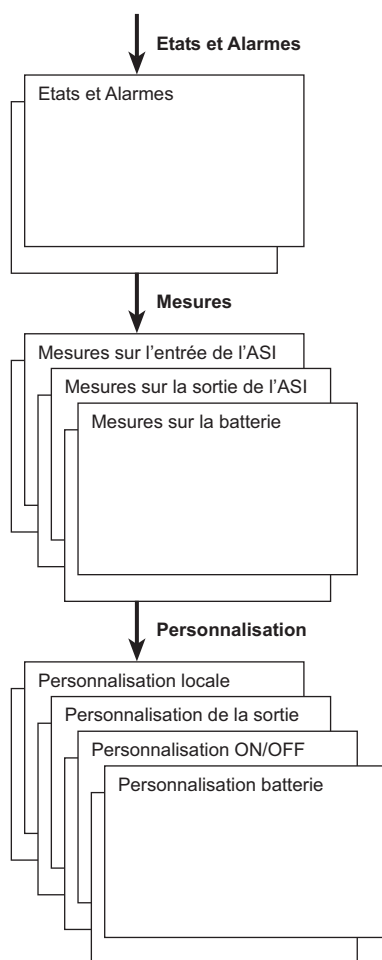 Etats et Alarmes
Etats et Alarmes
Mesures
Mesures sur l'entrée de l'ASI
Mesures sur la sortie de l'ASI
Mesures sur la batterie
Personnalisation
Personnalisation locale
Personnalisation de la sortie
Personnalisation ON/OFF
Personnalisation batterie